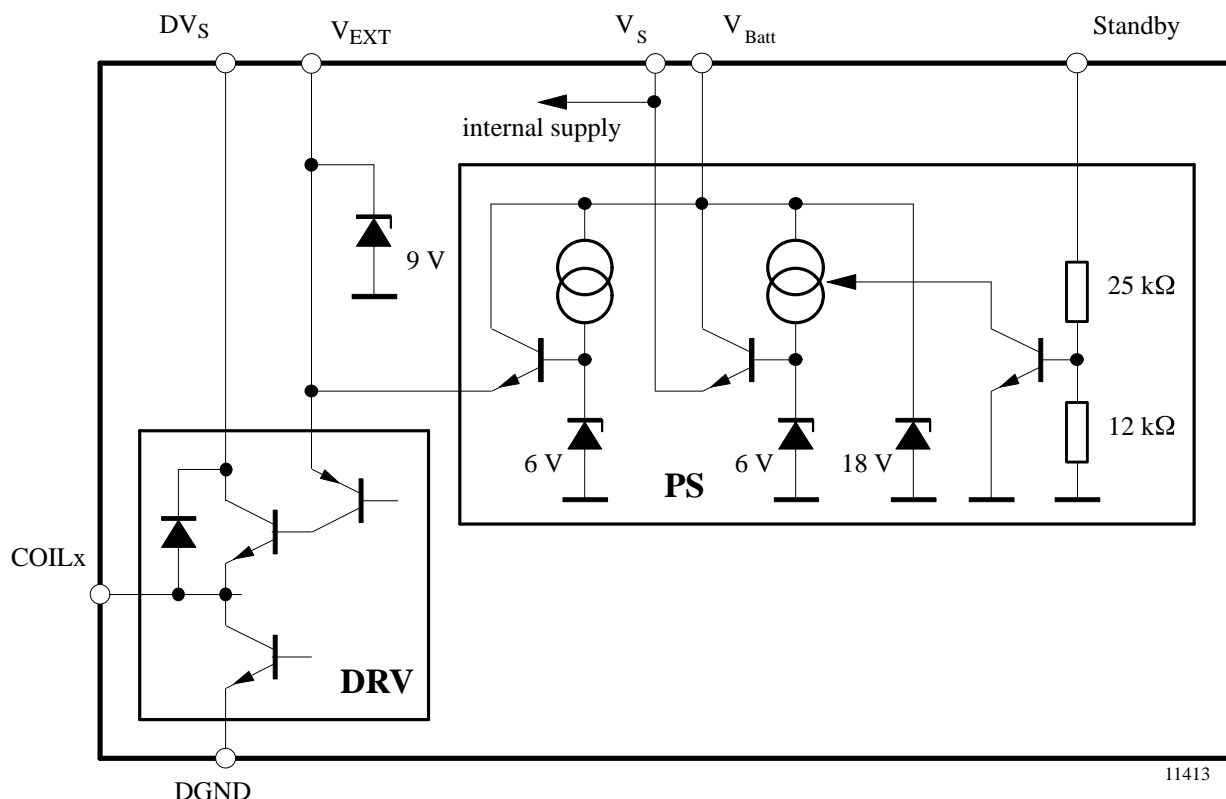 DVS VEXT VS VBatt Standby
internal supply
9 V
25 kΩ
12 kΩ
6 V 6 V 18 V
PS
COILx
DRV
DGND
11413